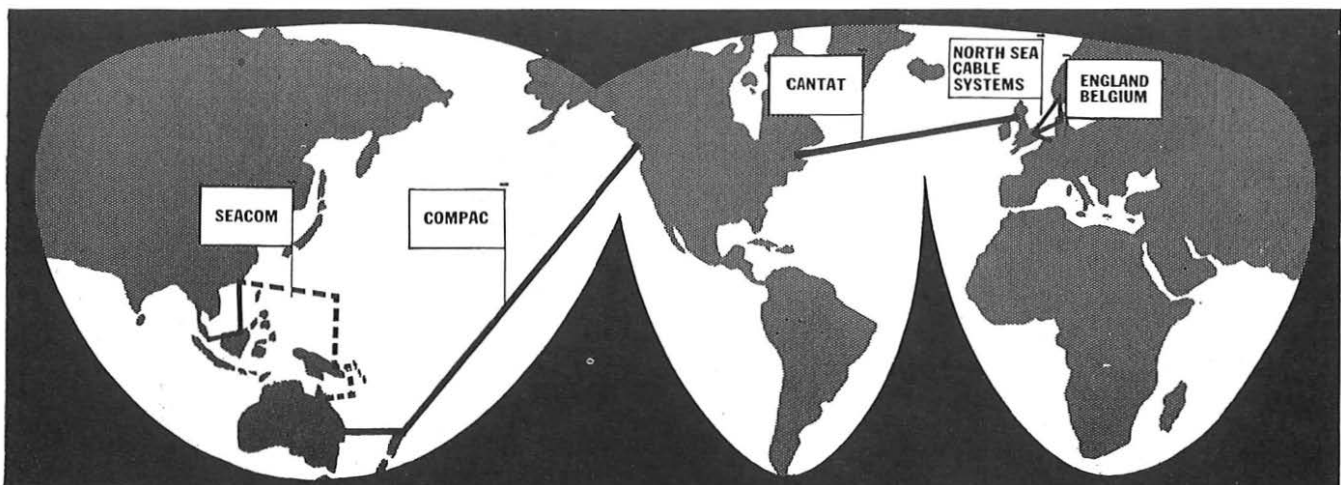 SEACOM
COMPAC
CANTAT
NORTH SEA
CABLE
SYSTEMS
ENGLAND
BELGIUM